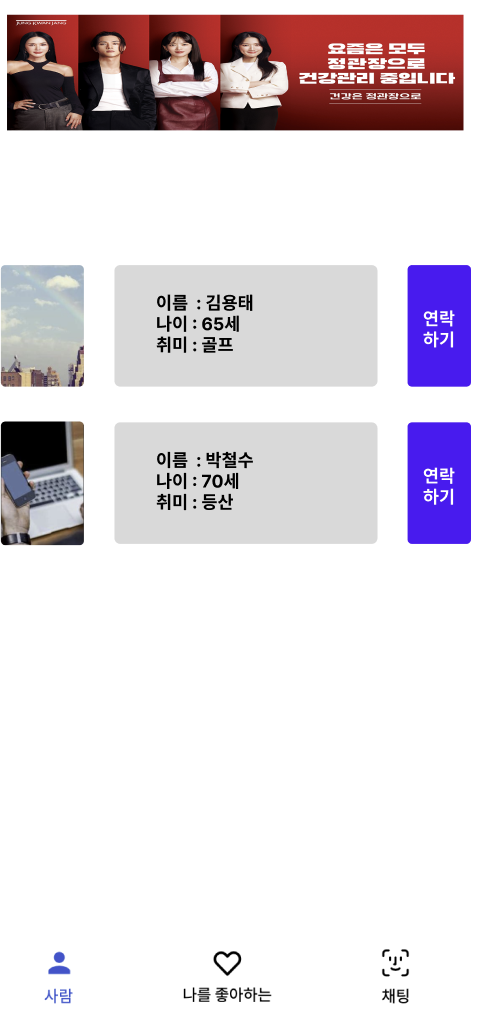 JUNG KWAN JANG
요즘은 모두
정관장으로
건강관리 중입니다
건강은 정관장으로
이름 : 김용태
나이 : 65세
취미 : 골프
연락
하기
이름 : 박철수
나이 : 70세
취미 : 등산
연락
하기
사람
나를 좋아하는
채팅